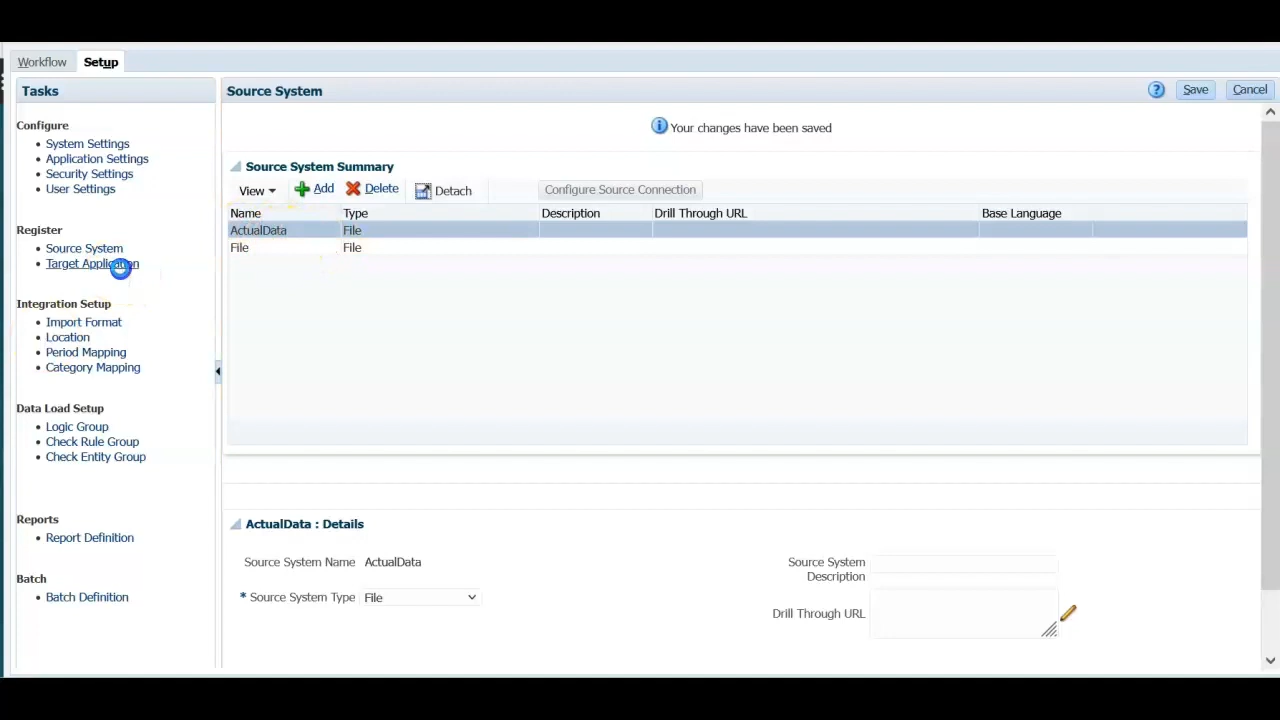 Workflow Setup
Tasks
Configure
System Settings
Application Settings
Security Settings
User Settings
Register
Source System
Target Application
Integration Setup
Import Format
Location
Period Mapping
Category Mapping
Data Load Setup
Logic Group
Check Rule Group
Check Entity Group
Reports
Report Definition
Batch
Batch Definition
Source System ? Save Cancel
Your changes have been saved
Source System Summary
View Add Delete Detach Configure Source Connection
Name Type Description Drill Through URL Base Language
ActualData File
File File
ActualData : Details
Source System Name ActualData
* Source System Type File
Source System
Description
Drill Through URL